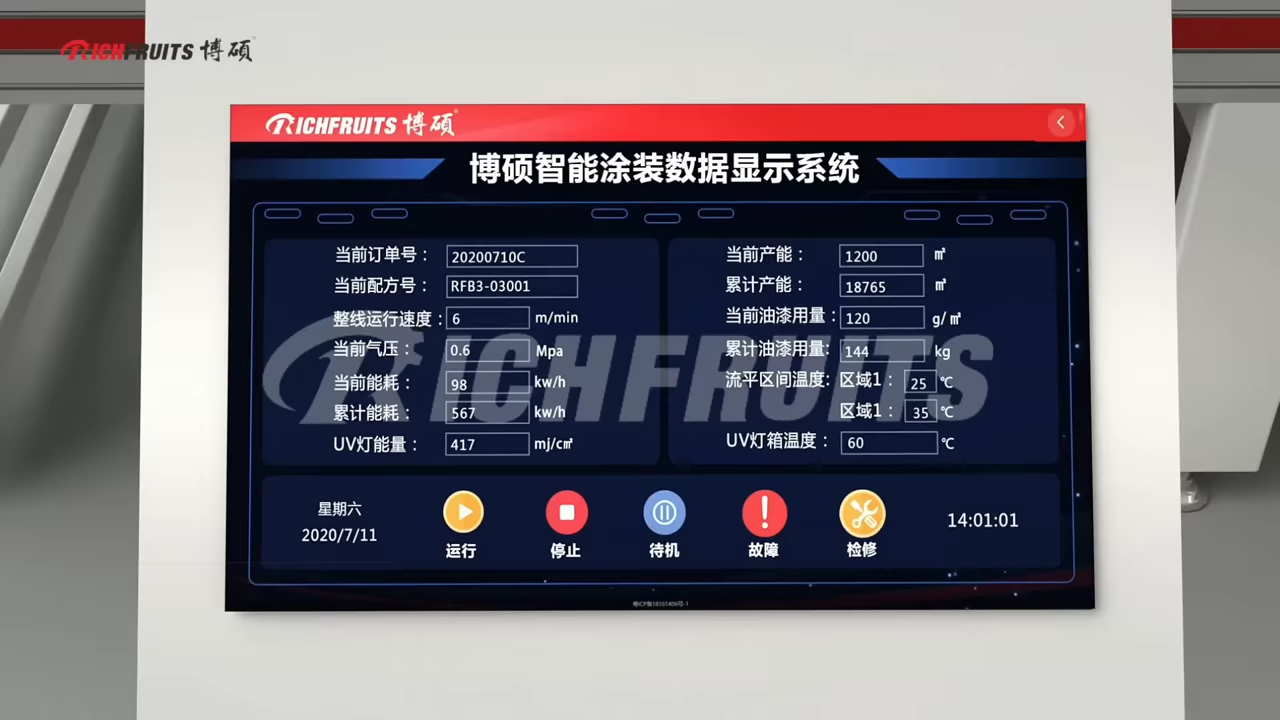 RICHFRUITS 博硕
RICHFRUITS 博硕
博硕智能涂装数据显示系统
当前订单号： 20200710C
当前配方号： RFB3-03001
整线运行速度： 6 m/min
当前气压： 0.6 Mpa
当前能耗： 98 kw/h
累计能耗： 567 kw/h
UV灯能量： 417 mj/c㎡
当前产能： 1200 ㎡
累计产能： 18765 ㎡
当前油漆用量： 120 g/㎡
累计油漆用量: 144 kg
流平区间温度: 区域1： 25 ℃
区域1： 35 ℃
UV灯箱温度： 60 ℃
RICHFRUITS
星期六
2020/7/11
运行
停止
待机
故障
检修
14:01:01